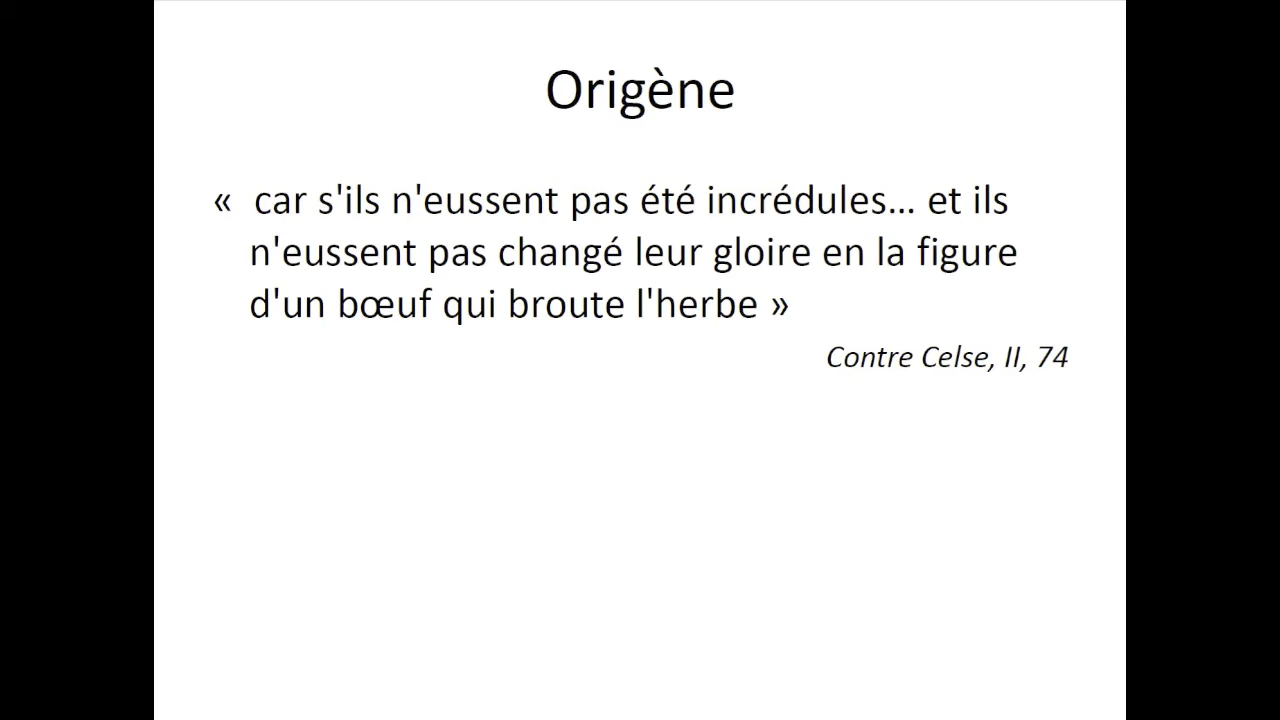 Origène
«  car s'ils n'eussent pas été incrédules... et ils
n'eussent pas changé leur gloire en la figure
d'un bœuf qui broute l'herbe »
Contre Celse, II, 74